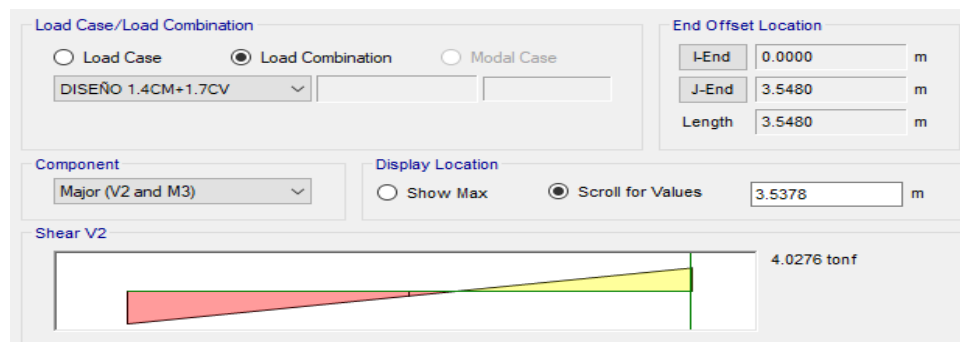 Load Case/Load Combination
Load Case
Load Combination
Modal Case
DISEÑO 1.4CM+1.7CV
End Offset Location
I-End 0.0000 m
J-End 3.5480 m
Length 3.5480 m
Component
Major (V2 and M3)
Display Location
Show Max
Scroll for Values
3.5378 m
Shear V2
4.0276 tonf